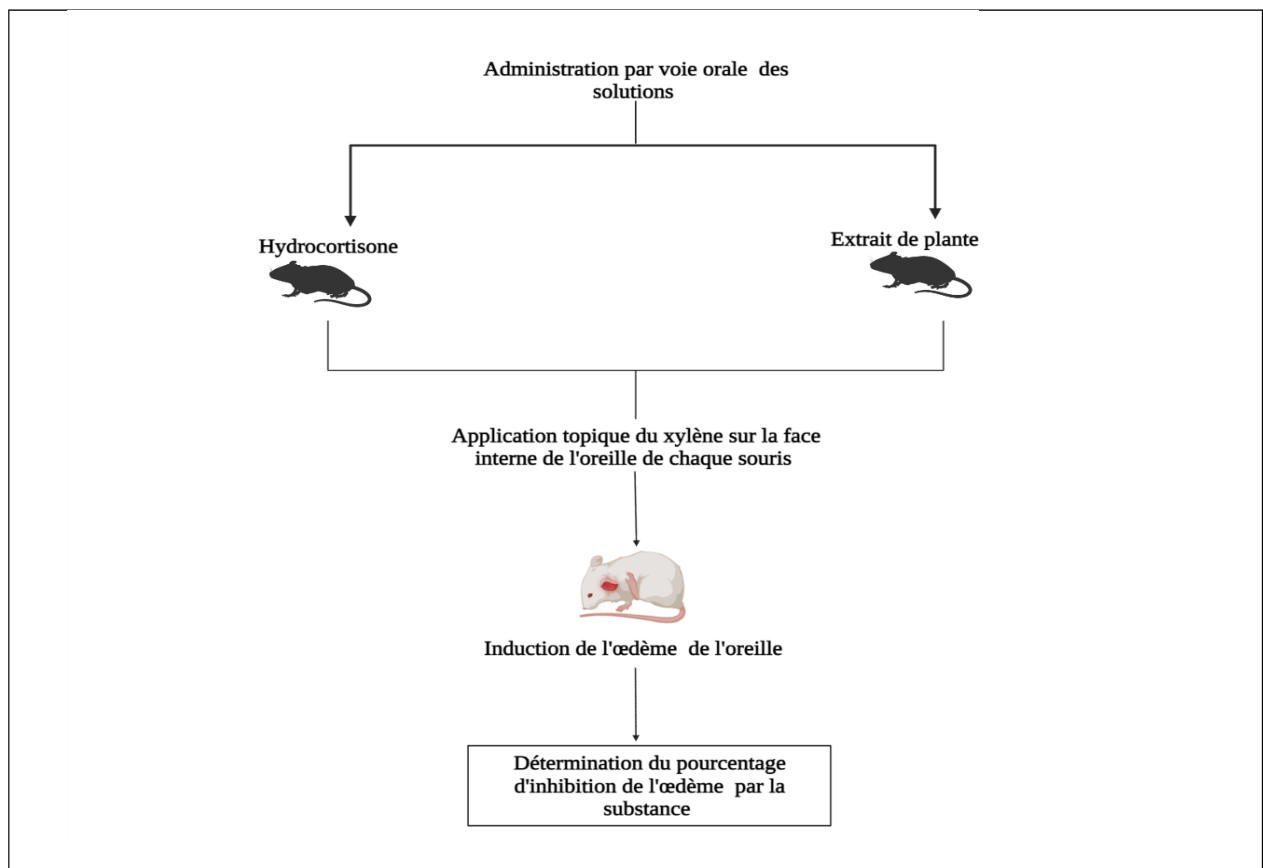 Administration par voie orale des
solutions
Hydrocortisone
Extrait de plante
Application topique du xylène sur la face
interne de l'oreille de chaque souris
Induction de l'œdème de l'oreille
Détermination du pourcentage
d'inhibition de l'œdème par la
substance